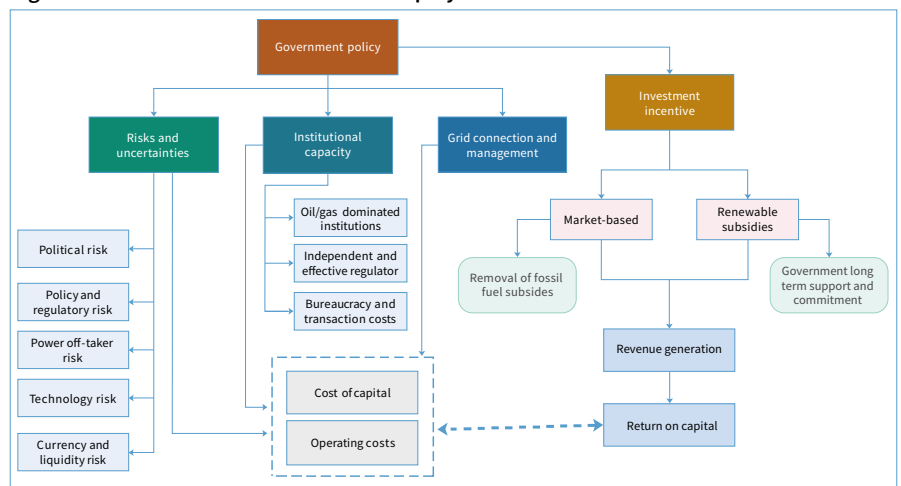 Government policy
Investment
incentive
Risks and
uncertainties
Institutional
capacity
Grid connection and
management
Oil/gas dominated
institutions
Independent and
effective regulator
Bureaucracy and
transaction costs
Market-based
Renewable
subsidies
Removal of fossil
fuel subsides
Government long
term support and
commitment
Political risk
Policy and
regulatory risk
Power off-taker
risk
Technology risk
Currency and
liquidity risk
Cost of capital
Operating costs
Revenue generation
Return on capital